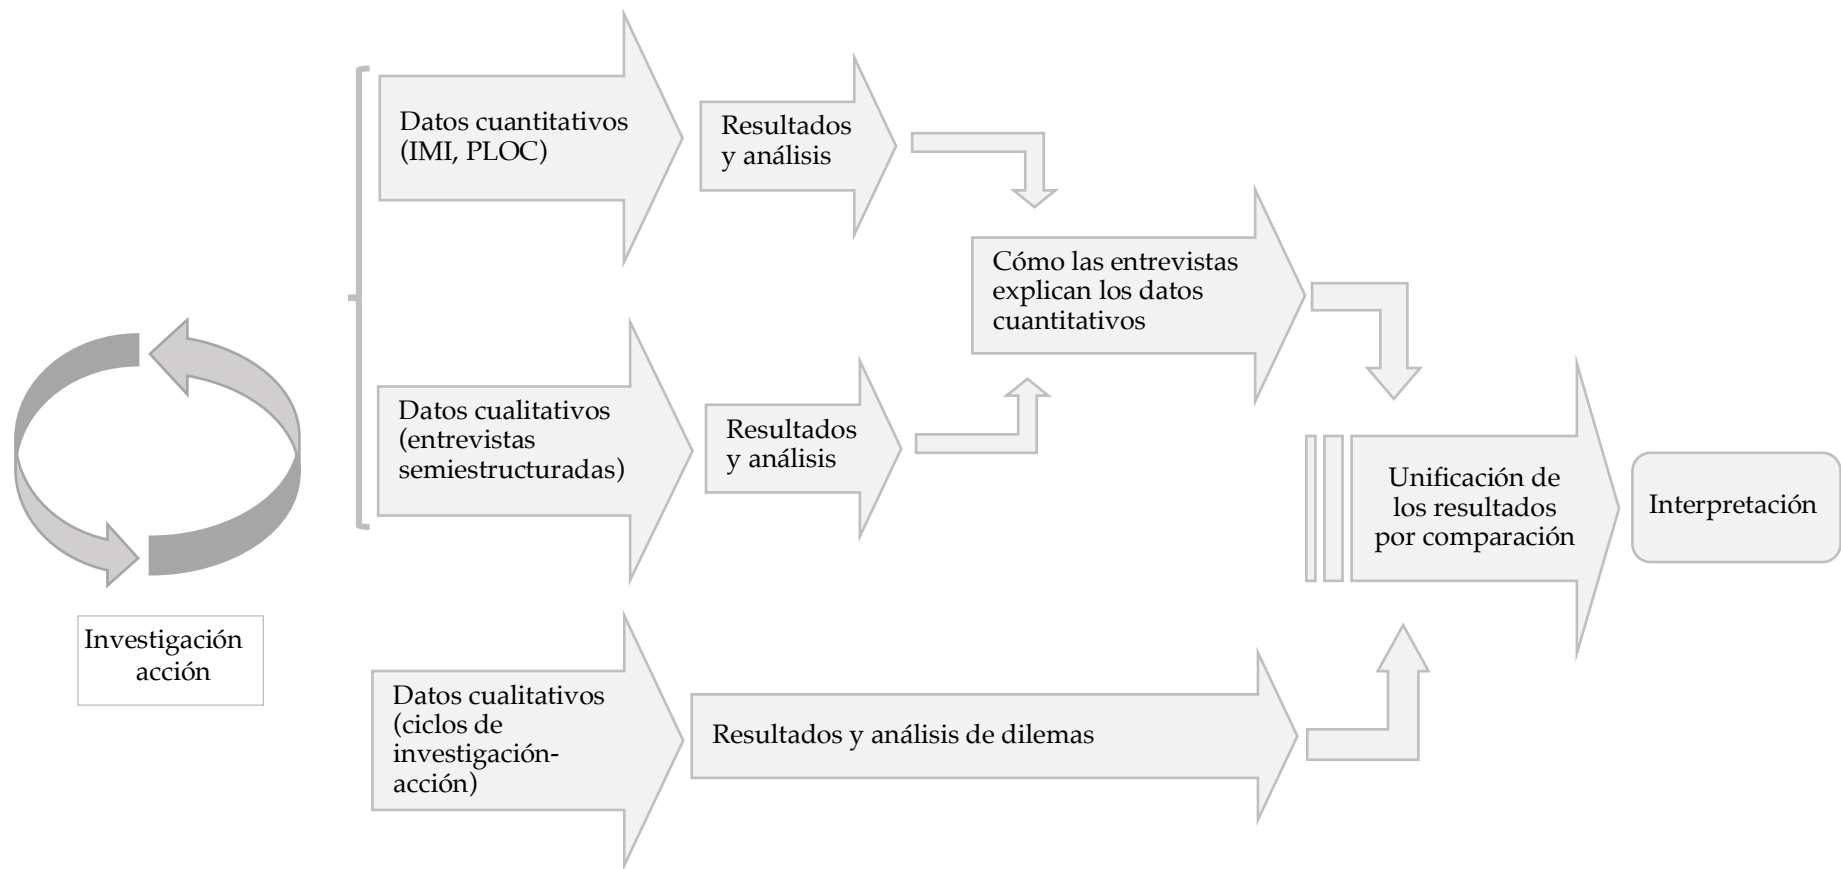 Datos cuantitativos
(IMI, PLOC)
Resultados
y análisis
Cómo las entrevistas
explican los datos
cuantitativos
Datos cualitativos
(entrevistas
semiestructuradas)
Resultados
y análisis
Unificación de
los resultados
por comparación
Interpretación
Investigación
acción
Datos cualitativos
(ciclos de
investigación-
acción)
Resultados y análisis de dilemas